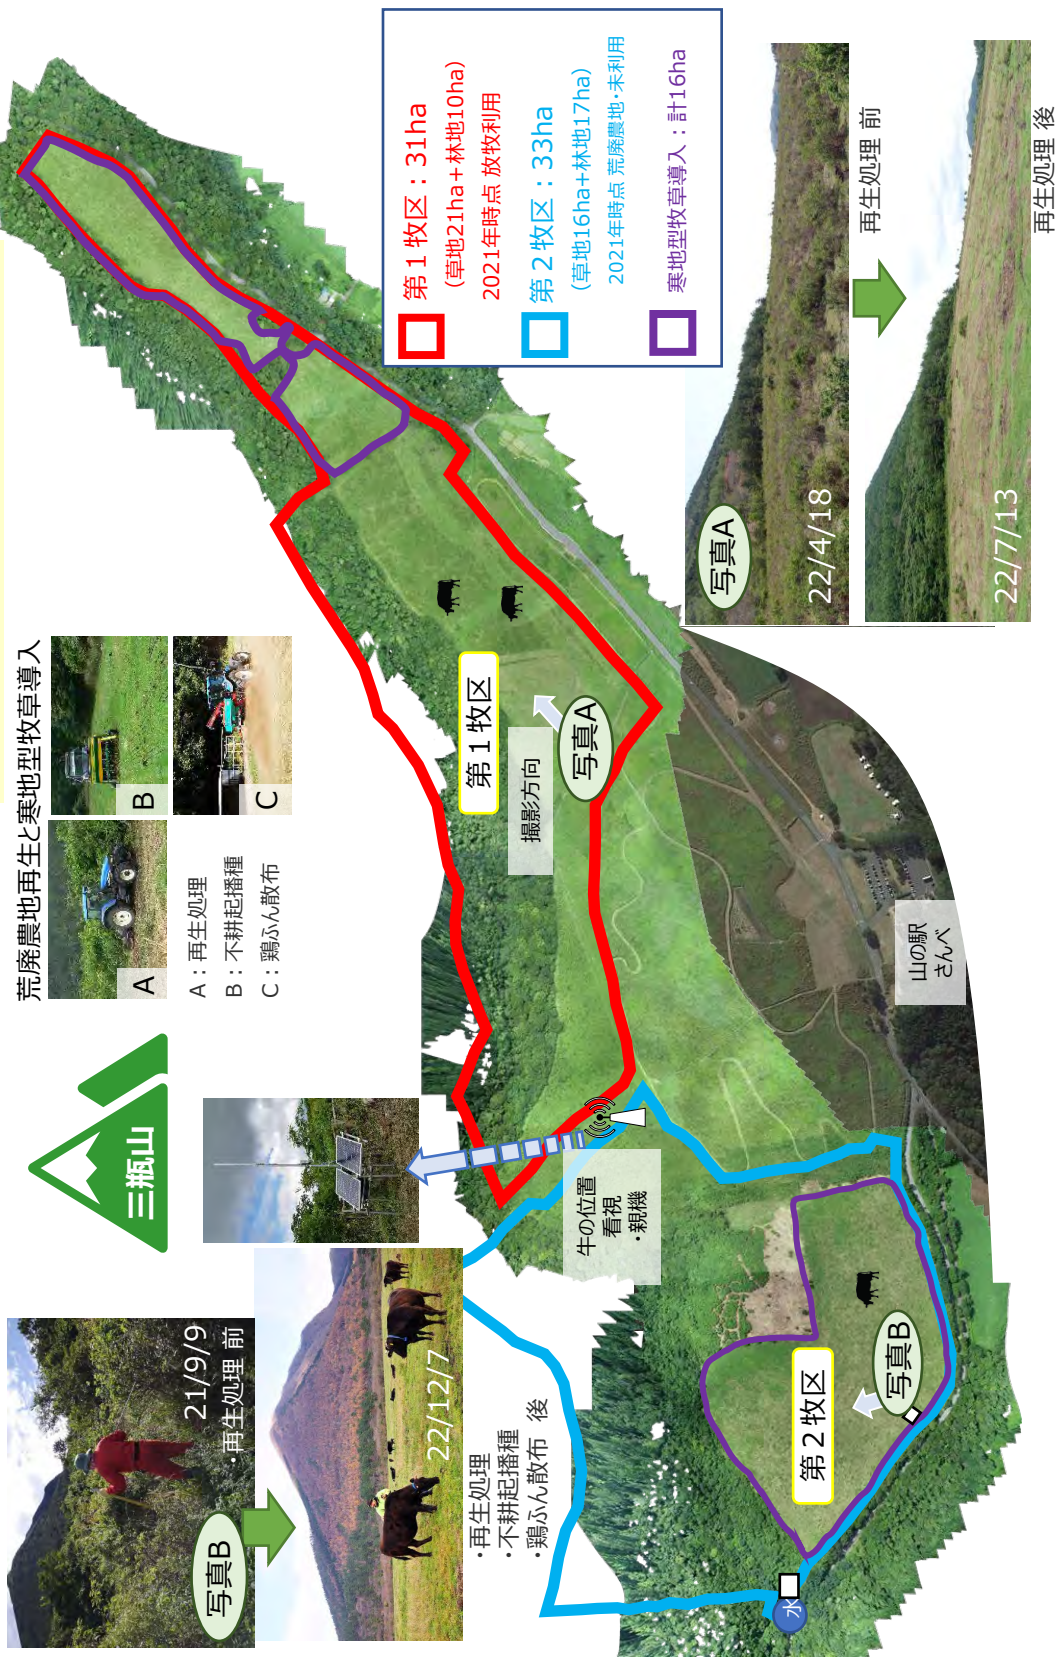 荒廃農地再生と寒地型牧草導入
A
B
C
A：再生処理
B：不耕起播種
C：鶏ふん散布
三瓶山
21/9/9
・再生処理 前
写真B
22/12/7
・再生処理
・不耕起播種
・鶏ふん散布 後
第１牧区：31ha
（草地21ha＋林地10ha）
2021年時点 放牧利用
第２牧区：33ha
（草地16ha＋林地17ha）
2021年時点 荒廃農地・未利用
寒地型牧草導入：計16ha
第１牧区
撮影方向
写真A
牛の位置
看視
・親機
第２牧区
写真B
水
山の駅
さんべ
写真A
22/4/18
再生処理 前
22/7/13
再生処理 後